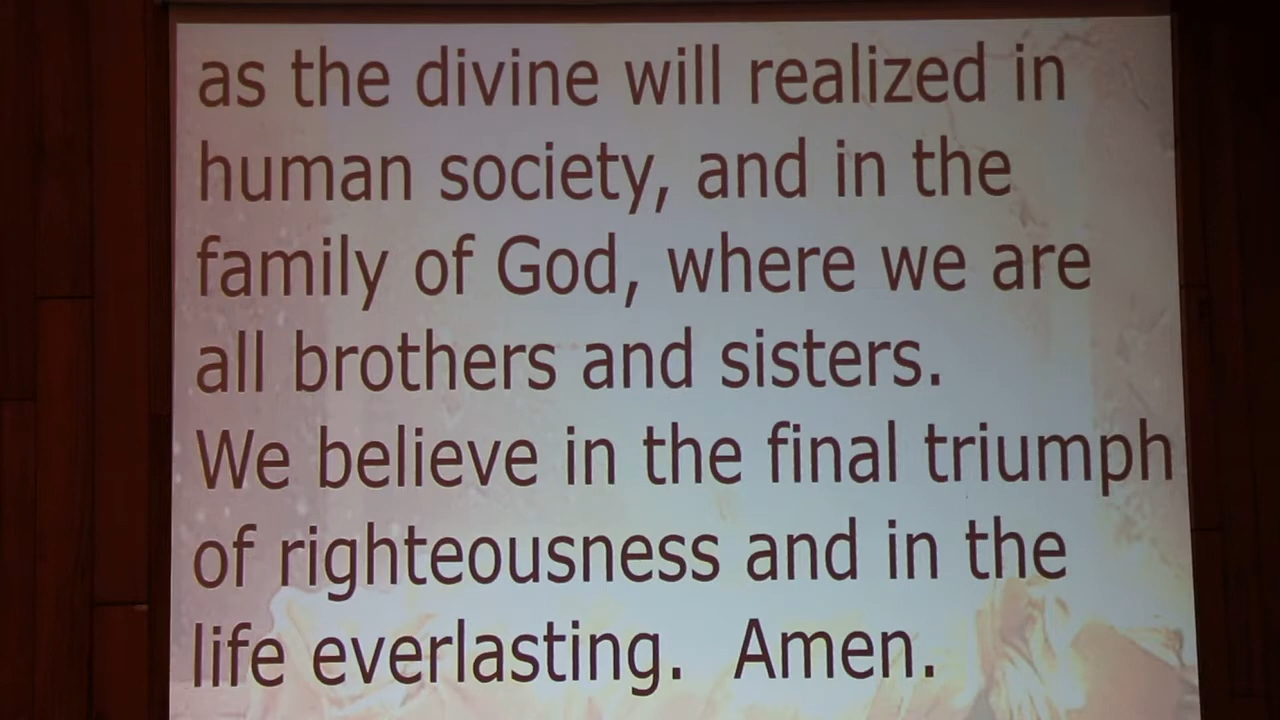 as the divine will realized in
human society, and in the
family of God, where we are
all brothers and sisters.
We believe in the final triumph
of righteousness and in the
life everlasting. Amen.